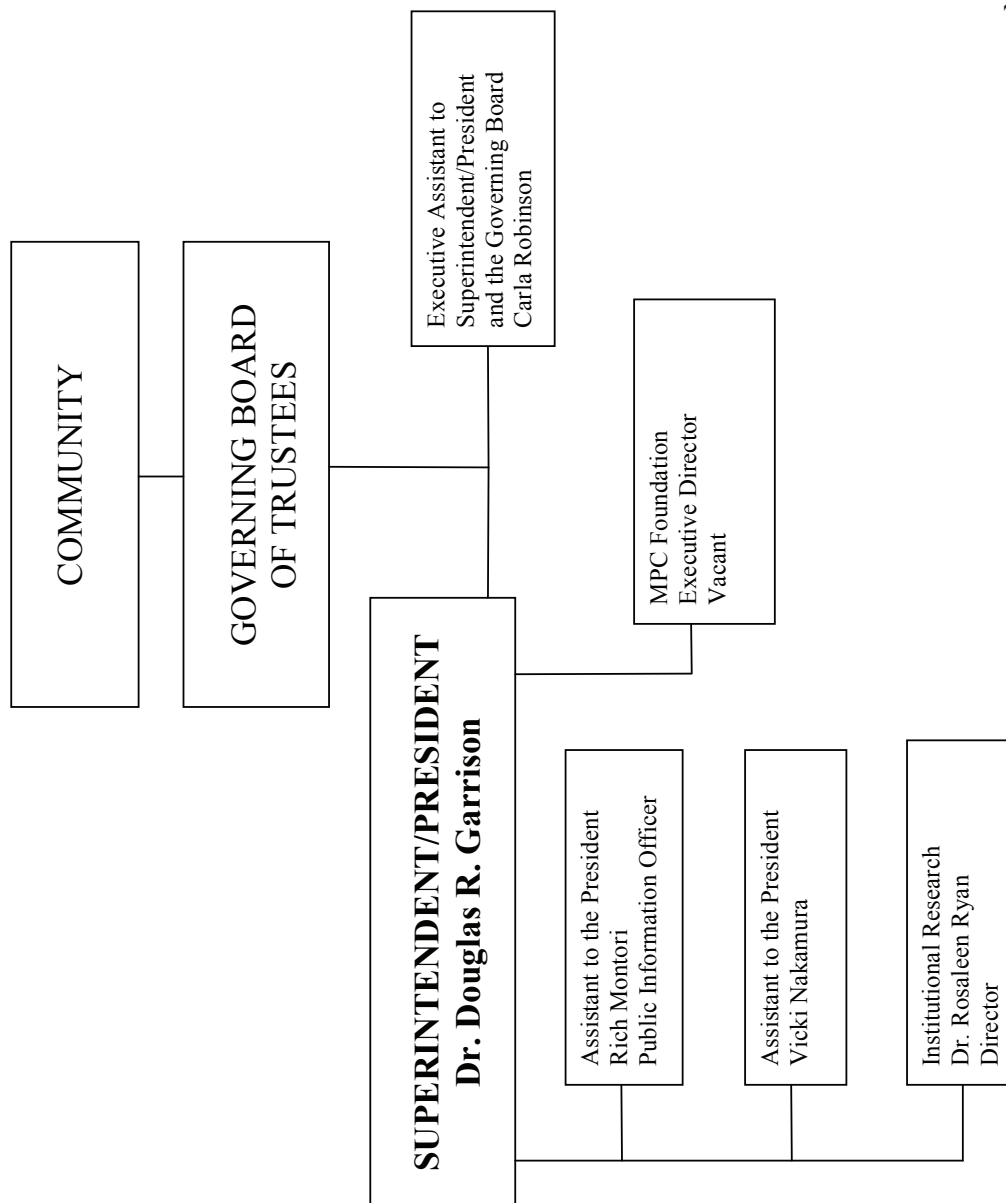 COMMUNITY
GOVERNING BOARD
OF TRUSTEES
Executive Assistant to
Superintendent/President
and the Governing Board
Carla Robinson
SUPERINTENDENT/PRESIDENT
Dr. Douglas R. Garrison
MPC Foundation
Executive Director
Vacant
Assistant to the President
Rich Montori
Public Information Officer
Assistant to the President
Vicki Nakamura
Institutional Research
Dr. Rosaleen Ryan
Director